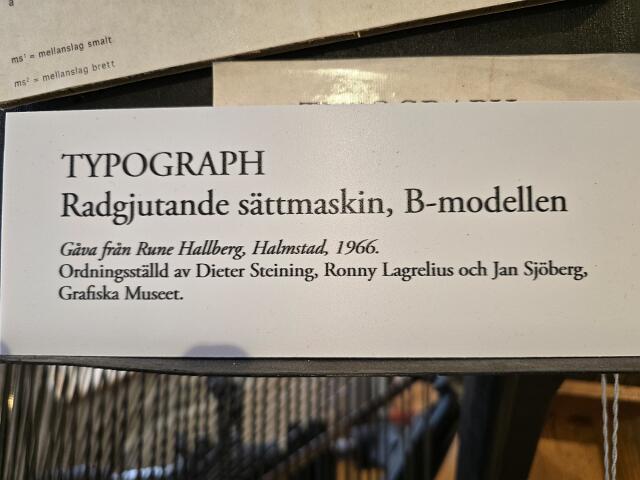 a
ms¹ = mellanslag smalt
ms² = mellanslag brett
TYPOGRAPH
TYPOGRAPH
Radgjutande sättmaskin, B-modellen
Gåva från Rune Hallberg, Halmstad, 1966.
Ordningsställd av Dieter Steining, Ronny Lagrelius och Jan Sjöberg,
Grafiska Museet.